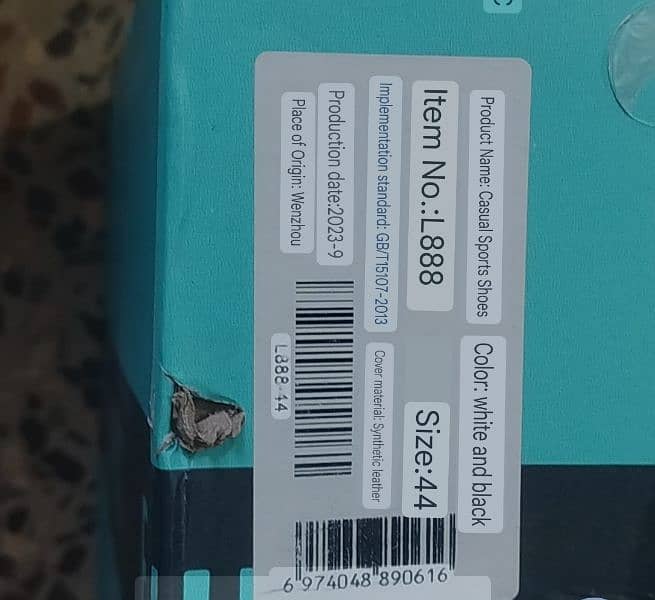 Product Name: Casual Sports Shoes
Color: white and black
Item No.:L888
Size:44
Implementation standard: GB/T15107-2013
Cover material: Synthetic leather
Production date:2023-9
Place of Origin: Wenzhou
L888-44
6 974048 890616